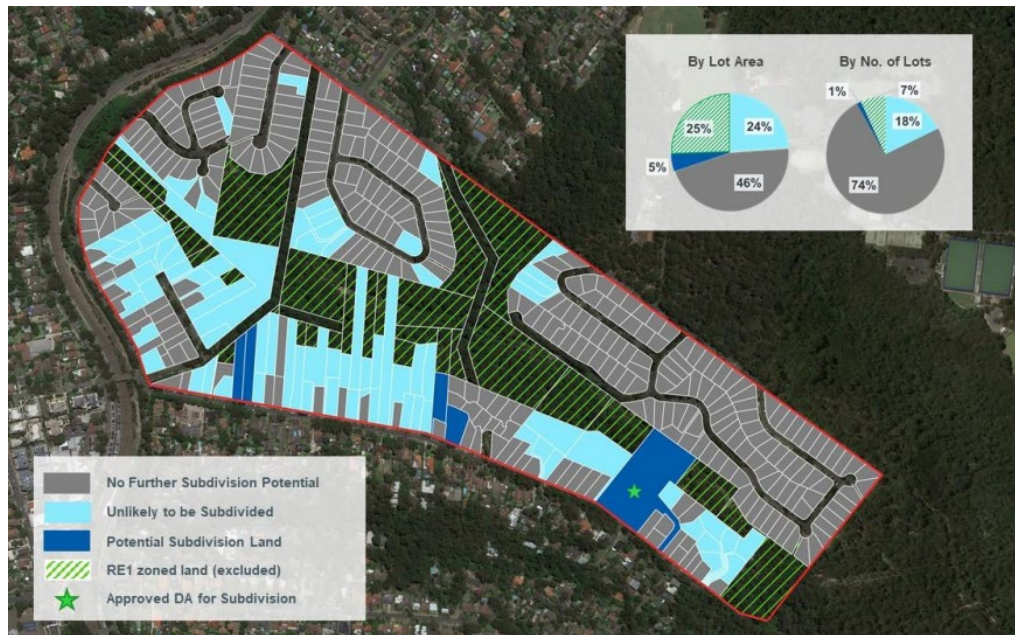 By Lot Area
By No. of Lots
25%
24%
5%
46%
1%
7%
18%
74%
No Further Subdivision Potential
Unlikely to be Subdivided
Potential Subdivision Land
RE1 zoned land (excluded)
Approved DA for Subdivision